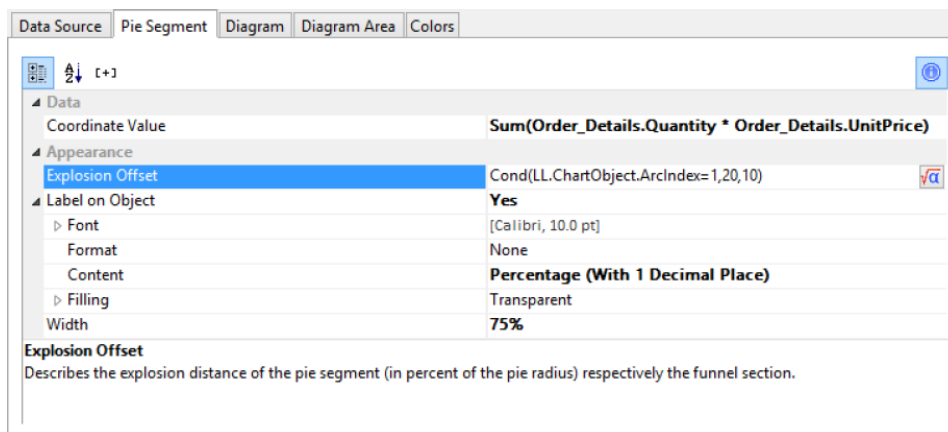 Data Source Pie Segment Diagram Diagram Area Colors
A Z [+]
Data
Coordinate Value Sum(Order_Details.Quantity * Order_Details.UnitPrice)
Appearance
Explosion Offset Cond(LL.ChartObject.ArcIndex=1,20,10) √α
Label on Object Yes
Font [Calibri, 10.0 pt]
Format None
Content Percentage (With 1 Decimal Place)
Filling Transparent
Width 75%
Explosion Offset
Describes the explosion distance of the pie segment (in percent of the pie radius) respectively the funnel section.